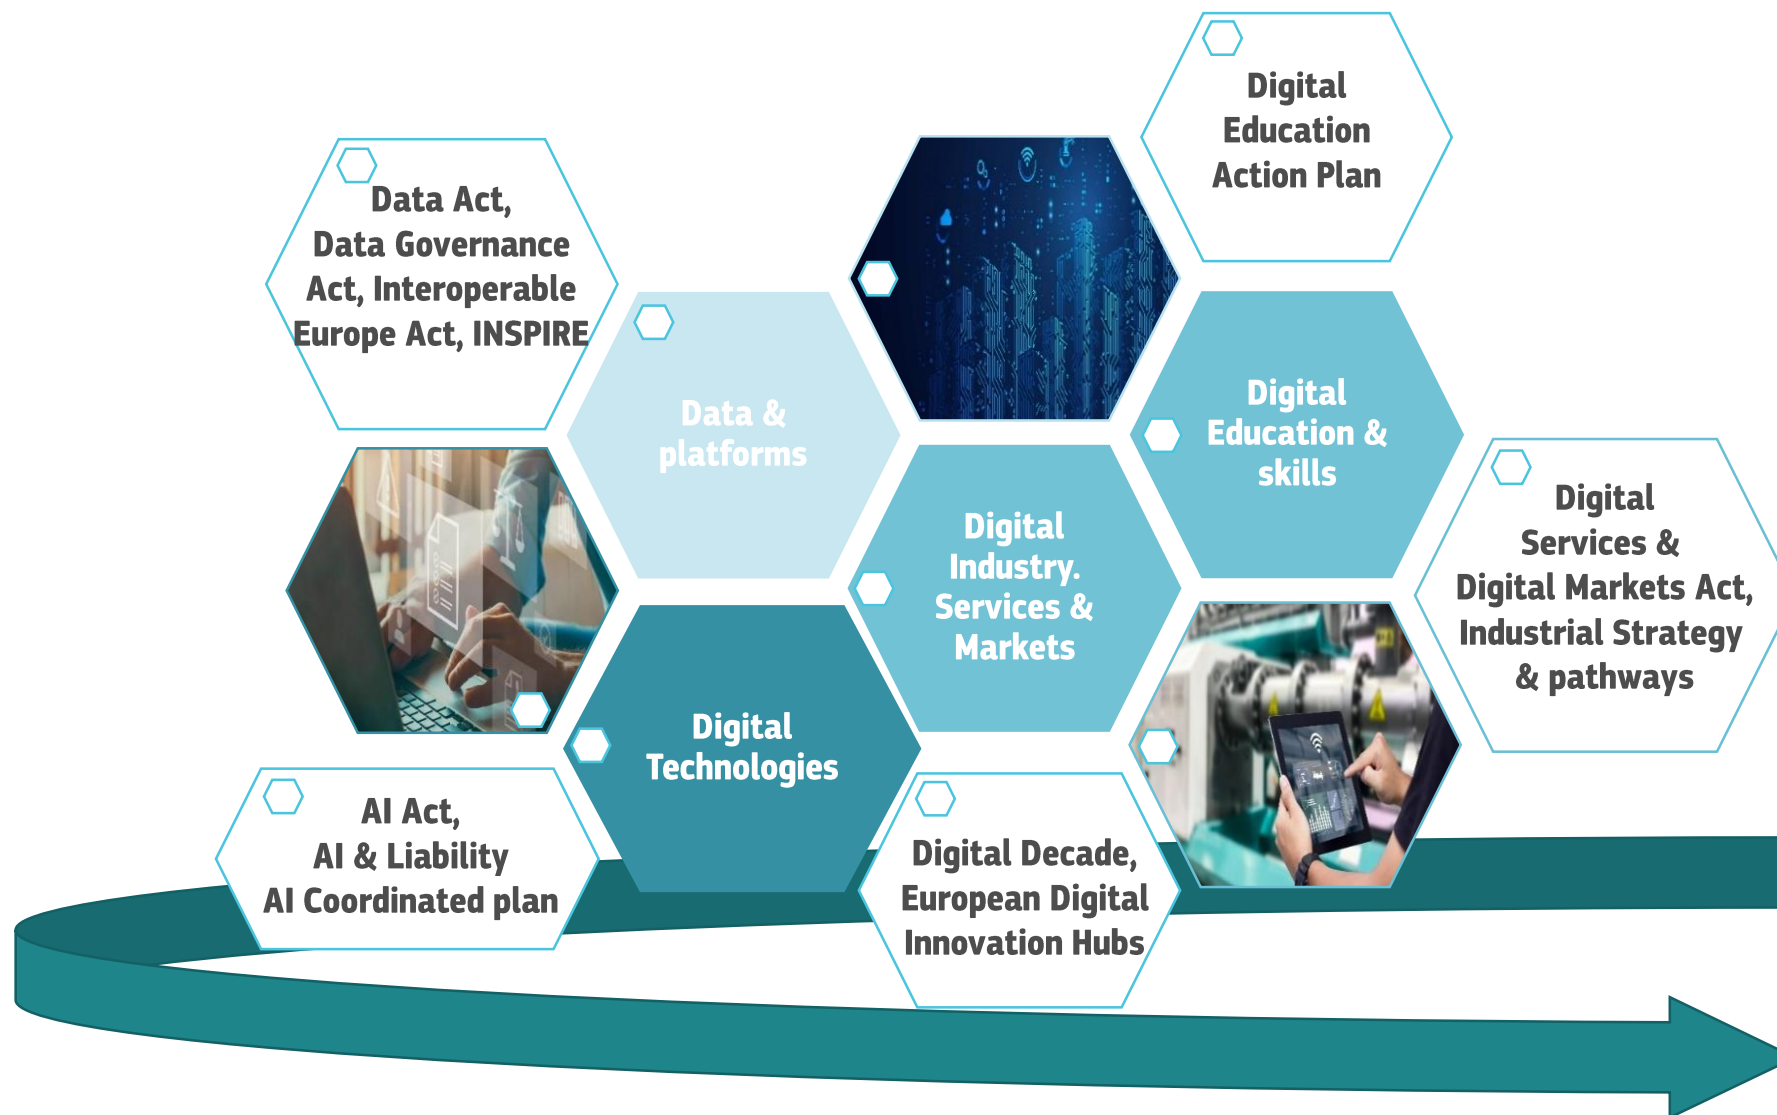 Digital
Education
Action Plan
Data Act,
Data Governance
Act, Interoperable
Europe Act, INSPIRE
Data &
platforms
Digital
Education &
skills
Digital
Industry.
Services &
Markets
Digital
Services &
Digital Markets Act,
Industrial Strategy
& pathways
Digital
Technologies
AI Act,
AI & Liability
AI Coordinated plan
Digital Decade,
European Digital
Innovation Hubs